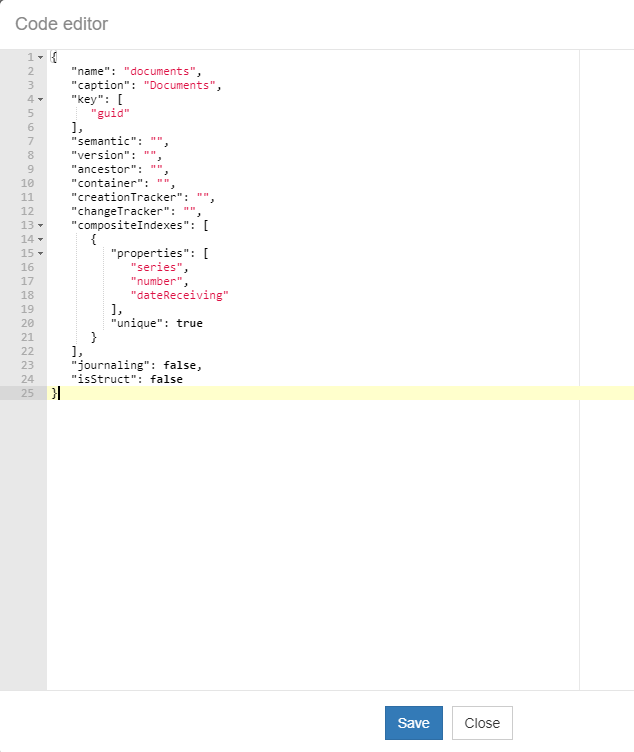 Code editor
1 {
2 "name": "documents",
3 "caption": "Documents",
4 "key": [
5 "guid"
6 ],
7 "semantic": "",
8 "version": "",
9 "ancestor": "",
10 "container": "",
11 "creationTracker": "",
12 "changeTracker": "",
13 "compositeIndexes": [
14 {
15 "properties": [
16 "series",
17 "number",
18 "dateReceiving"
19 ],
20 "unique": true
21 }
22 ],
23 "journaling": false,
24 "isStruct": false
25 }
Save Close